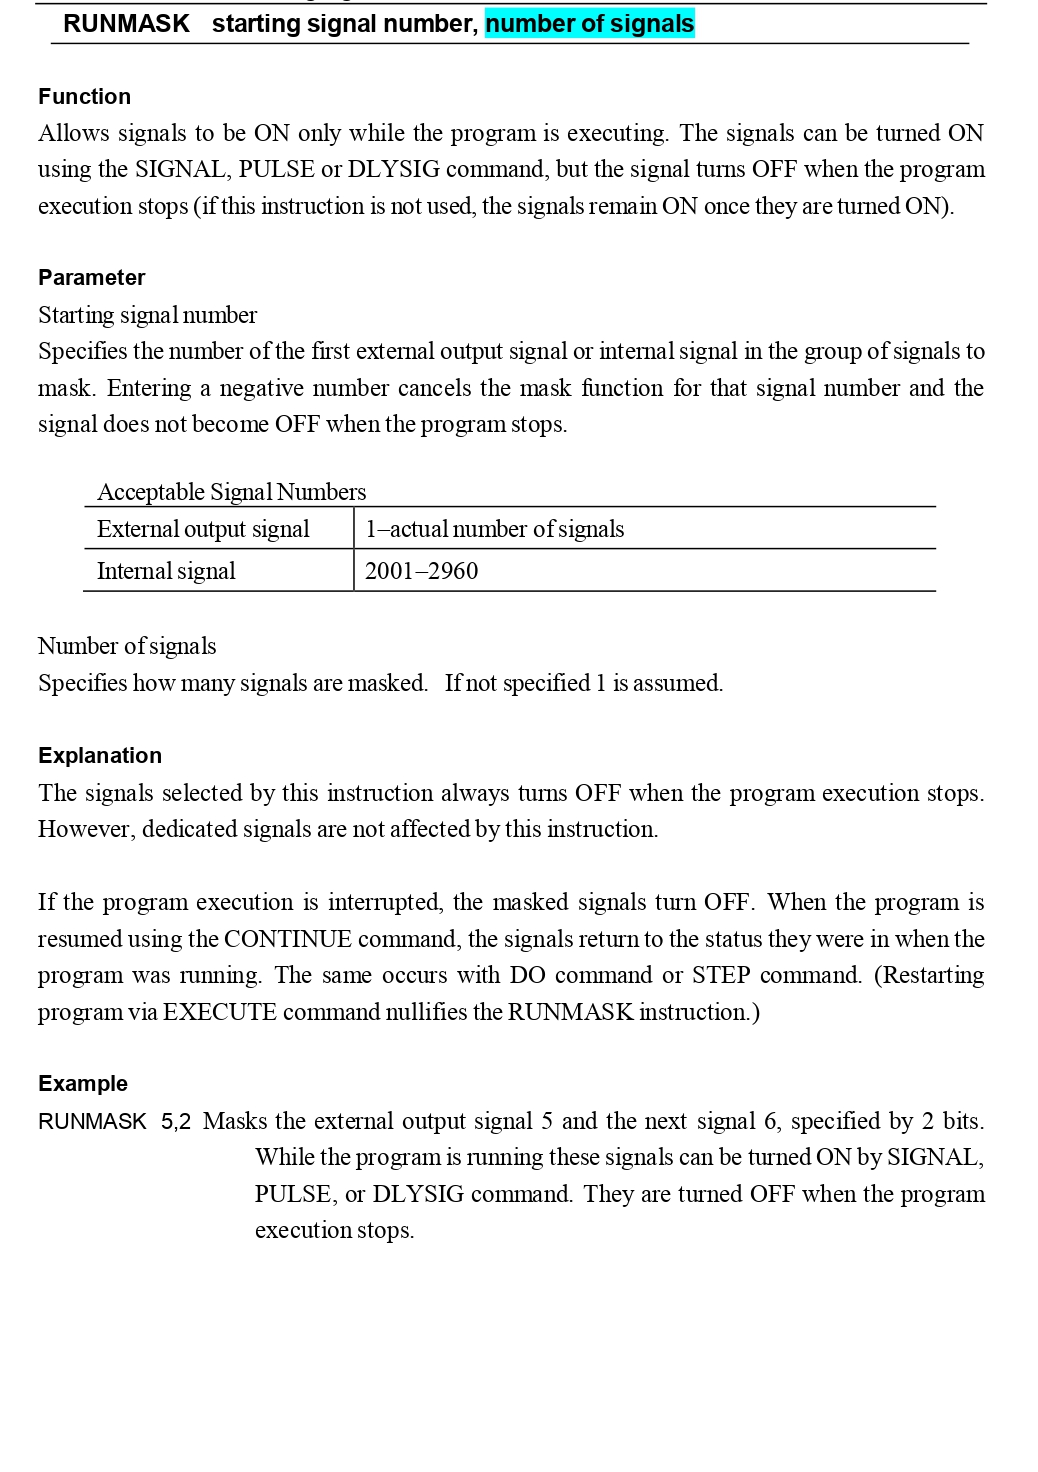 RUNMASK starting signal number, number of signals
Function
Allows signals to be ON only while the program is executing. The signals can be turned ON
using the SIGNAL, PULSE or DLYSIG command, but the signal turns OFF when the program
execution stops (if this instruction is not used, the signals remain ON once they are turned ON).
Parameter
Starting signal number
Specifies the number of the first external output signal or internal signal in the group of signals to
mask. Entering a negative number cancels the mask function for that signal number and the
signal does not become OFF when the program stops.
Acceptable Signal Numbers
External output signal 1–actual number of signals
Internal signal 2001–2960
Number of signals
Specifies how many signals are masked. If not specified 1 is assumed.
Explanation
The signals selected by this instruction always turns OFF when the program execution stops.
However, dedicated signals are not affected by this instruction.
If the program execution is interrupted, the masked signals turn OFF. When the program is
resumed using the CONTINUE command, the signals return to the status they were in when the
program was running. The same occurs with DO command or STEP command. (Restarting
program via EXECUTE command nullifies the RUNMASK instruction.)
Example
RUNMASK 5,2 Masks the external output signal 5 and the next signal 6, specified by 2 bits.
While the program is running these signals can be turned ON by SIGNAL,
PULSE, or DLYSIG command. They are turned OFF when the program
execution stops.